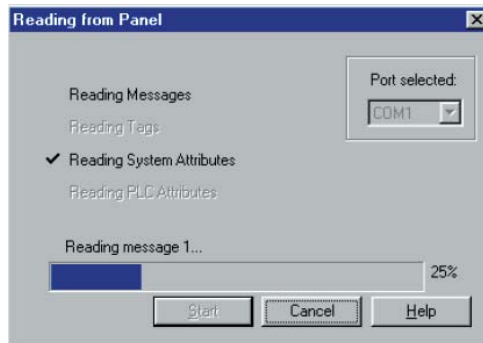 Reading from Panel
Port selected:
COM1
Reading Messages
Reading Tags
Reading System Attributes
Reading PLC Attributes
Reading message 1...
25%
Start
Cancel
Help